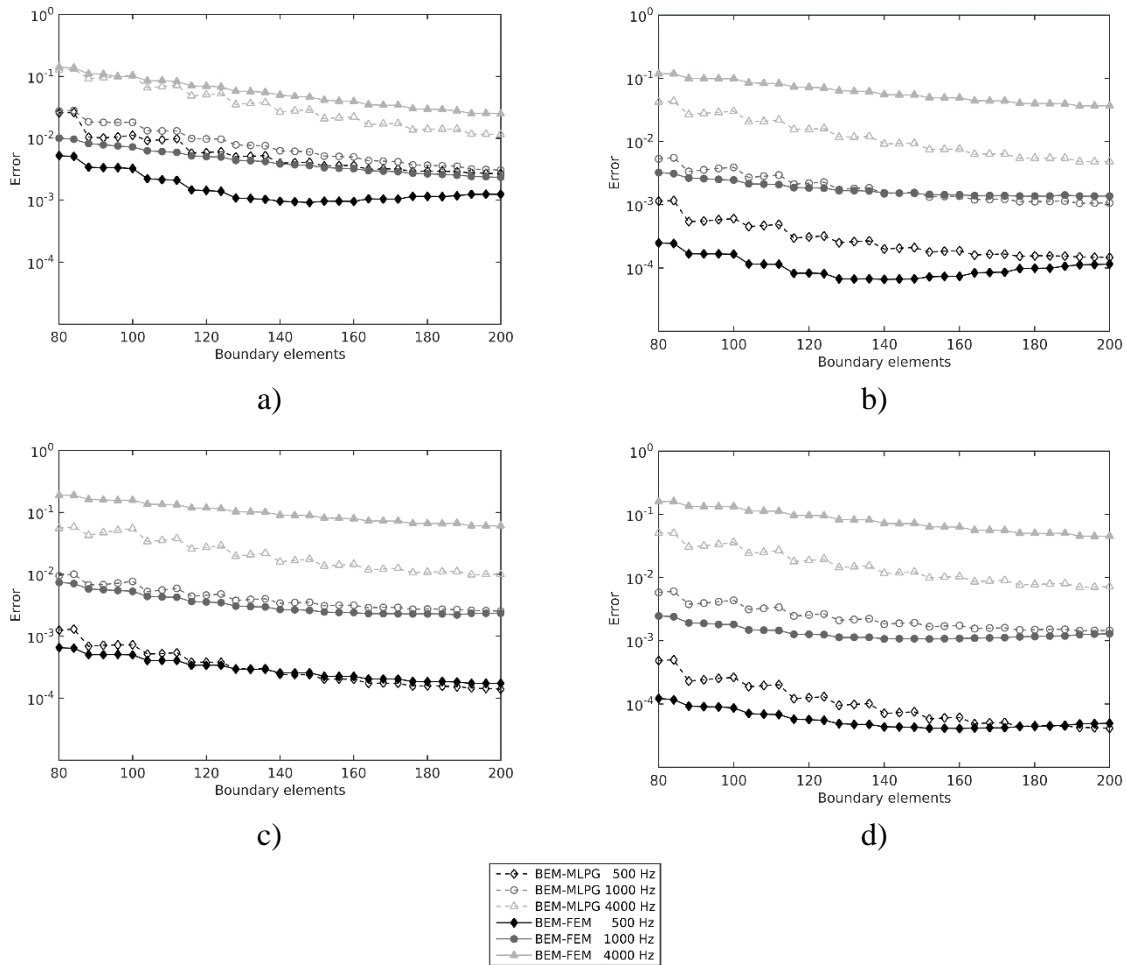 10^0
10^-1
10^-2
10^-3
10^-4
Error
80 100 120 140 160 180 200
Boundary elements
a)
10^0
10^-1
10^-2
10^-3
10^-4
Error
80 100 120 140 160 180 200
Boundary elements
b)
10^0
10^-1
10^-2
10^-3
10^-4
Error
80 100 120 140 160 180 200
Boundary elements
c)
10^0
10^-1
10^-2
10^-3
10^-4
Error
80 100 120 140 160 180 200
Boundary elements
d)
BEM-MLPG 500 Hz
BEM-MLPG 1000 Hz
BEM-MLPG 4000 Hz
BEM-FEM 500 Hz
BEM-FEM 1000 Hz
BEM-FEM 4000 Hz